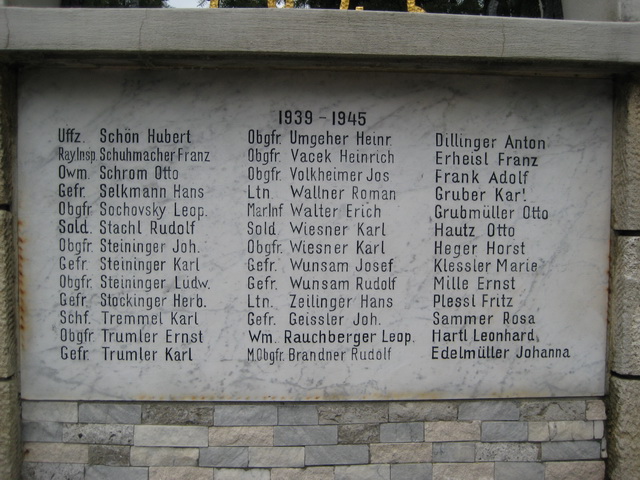 1939 - 1945
Uffz. Schön Hubert
Ray Insp. Schuhmacher Franz
Owm. Schrom Otto
Gefr. Selkmann Hans
Obgfr. Sochovsky Leop.
Sold. Stachl Rudolf
Obgfr. Steininger Joh.
Gefr. Steininger Karl
Obgfr. Steininger Ludw.
Gefr. Stockinger Herb.
Schf. Tremmel Karl
Obgfr. Trumler Ernst
Gefr. Trumler Karl
Obgfr. Umgeher Heinr.
Obgfr. Vacek Heinrich
Obgfr. Volkheimer Jos
Ltn. Wallner Roman
Mar Inf Walter Erich
Sold. Wiesner Karl
Obgfr. Wiesner Karl
Gefr. Wunsam Josef
Gefr. Wunsam Rudolf
Ltn. Zeilinger Hans
Gefr. Geissler Joh.
Wm. Rauchberger Leop.
M.Obgfr. Brandner Rudolf
Dillinger Anton
Erheisl Franz
Frank Adolf
Gruber Karl
Grubmüller Otto
Hautz Otto
Heger Horst
Klessler Marie
Mille Ernst
Plessl Fritz
Sammer Rosa
Hartl Leonhard
Edelmüller Johanna